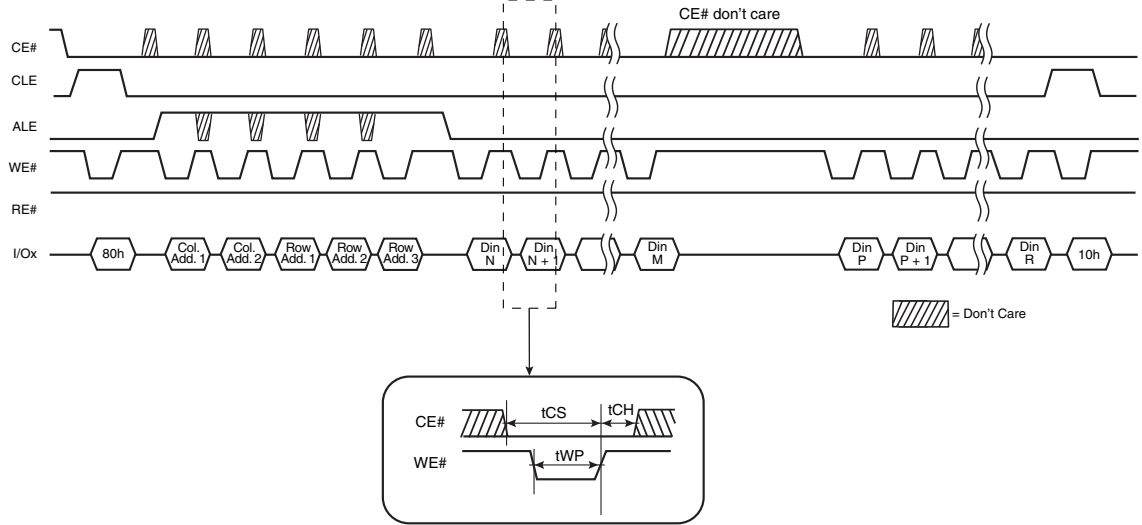 CE# don't care
CE#
CLE
ALE
WE#
RE#
I/Ox
80h
Col.
Add. 1
Col.
Add. 2
Row
Add. 1
Row
Add. 2
Row
Add. 3
Din
N
Din
N + 1
Din
M
Din
P
Din
P + 1
Din
R
10h
= Don't Care
CE#
tCS
tCH
WE#
tWP